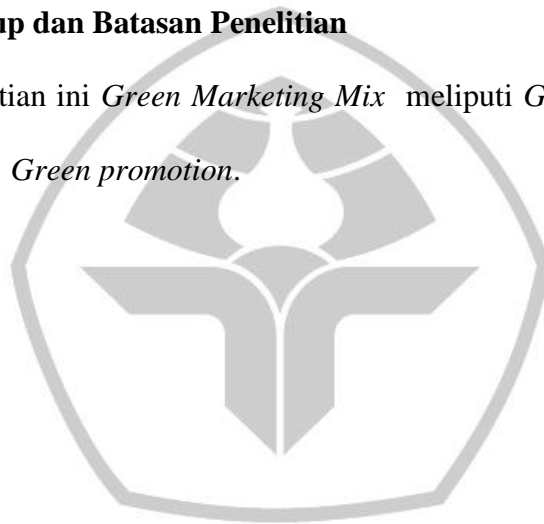 up dan Batasan Penelitian
tian ini Green Marketing Mix meliputi G
Green promotion.